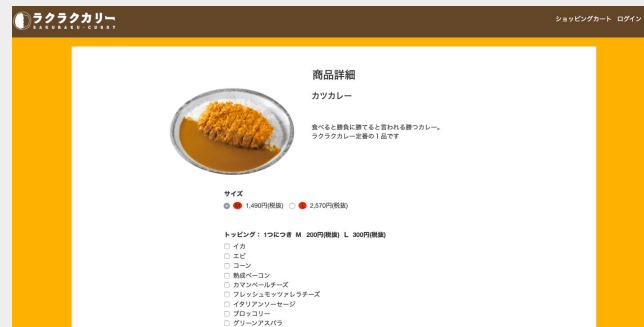 ラクラクカリー
RAKURAKU-CURRY
ショッピングカート ログイン
商品詳細
カツカレー
食べると勝負に勝てると言われる勝つカレー。
ラクラクカレー定番の1品です
サイズ
M 1,490円(税抜) L 2,570円(税抜)
トッピング：1つにつき M 200円(税抜) L 300円(税抜)
イカ
エビ
コーン
熟成ベーコン
カマンベールチーズ
フレッシュモッツァレラチーズ
イタリアンソーセージ
ブロッコリー
グリーンアスパラ